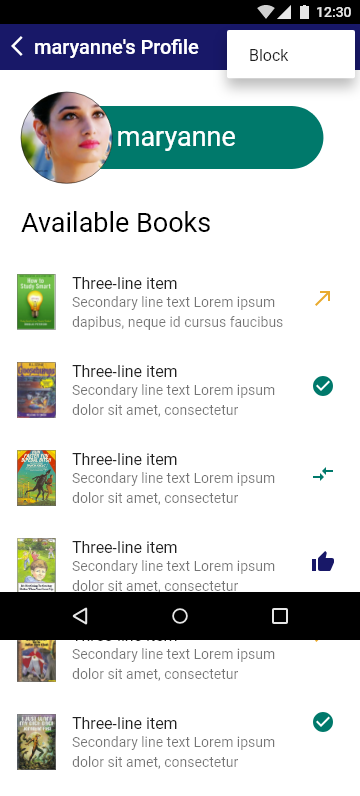 12:30
maryanne's Profile
Block
maryanne
Available Books
How to
Study Smart
Three-line item
Secondary line text Lorem ipsum
dapibus, neque id cursus faucibus
Goosebumps
Three-line item
Secondary line text Lorem ipsum
dolor sit amet, consectetur
Three-line item
Secondary line text Lorem ipsum
dolor sit amet, consectetur
Three-line item
Secondary line text Lorem ipsum
dolor sit amet, consectetur
Secondary line text Lorem ipsum
dolor sit amet, consectetur
Three-line item
Secondary line text Lorem ipsum
dolor sit amet, consectetur